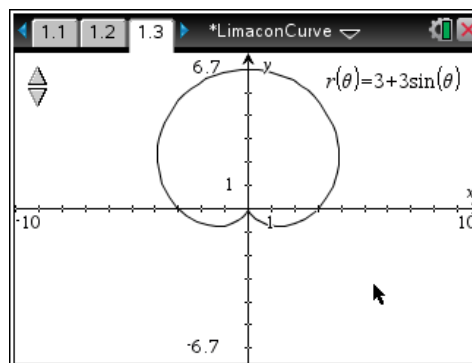 1.1 1.2 1.3 *LimaconCurve
6.7 y r(θ)=3+3sin(θ)
1
x
-10 1 10
-6.7